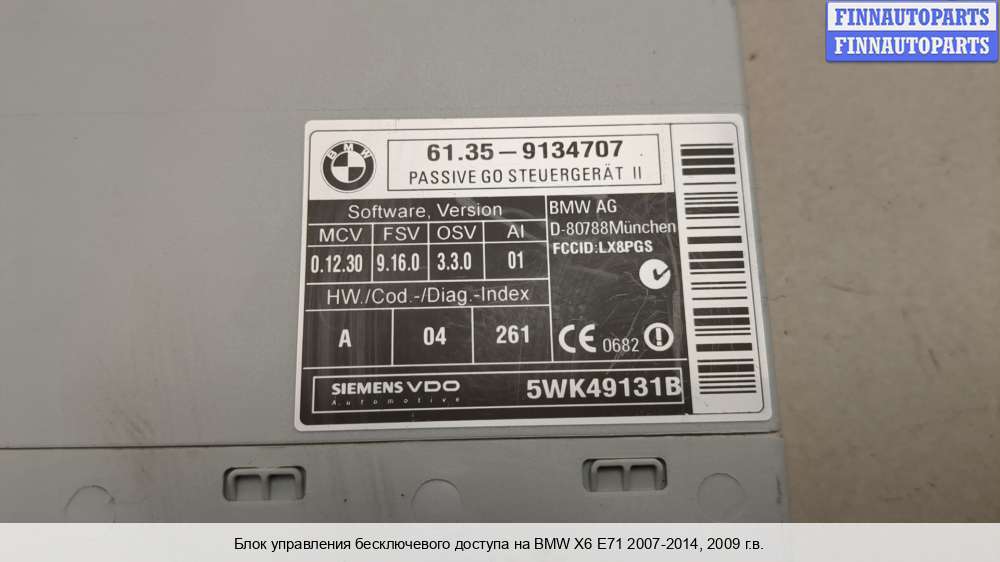 FINNAUTOPARTS
FINNAUTOPARTS
BMW
61.35-9134707
PASSIVE GO STEUERGERÄT II
Software, Version
MCV FSV OSV AI
0.12.30 9.16.0 3.3.0 01
HW./Cod.-/Diag.-Index
A 04 261
BMW AG
D-80788München
FCCID:LX8PGS
CE 0682
SIEMENS VDO
Automotive
5WK49131B
Блок управления бесключевого доступа на BMW X6 E71 2007-2014, 2009 г.в.